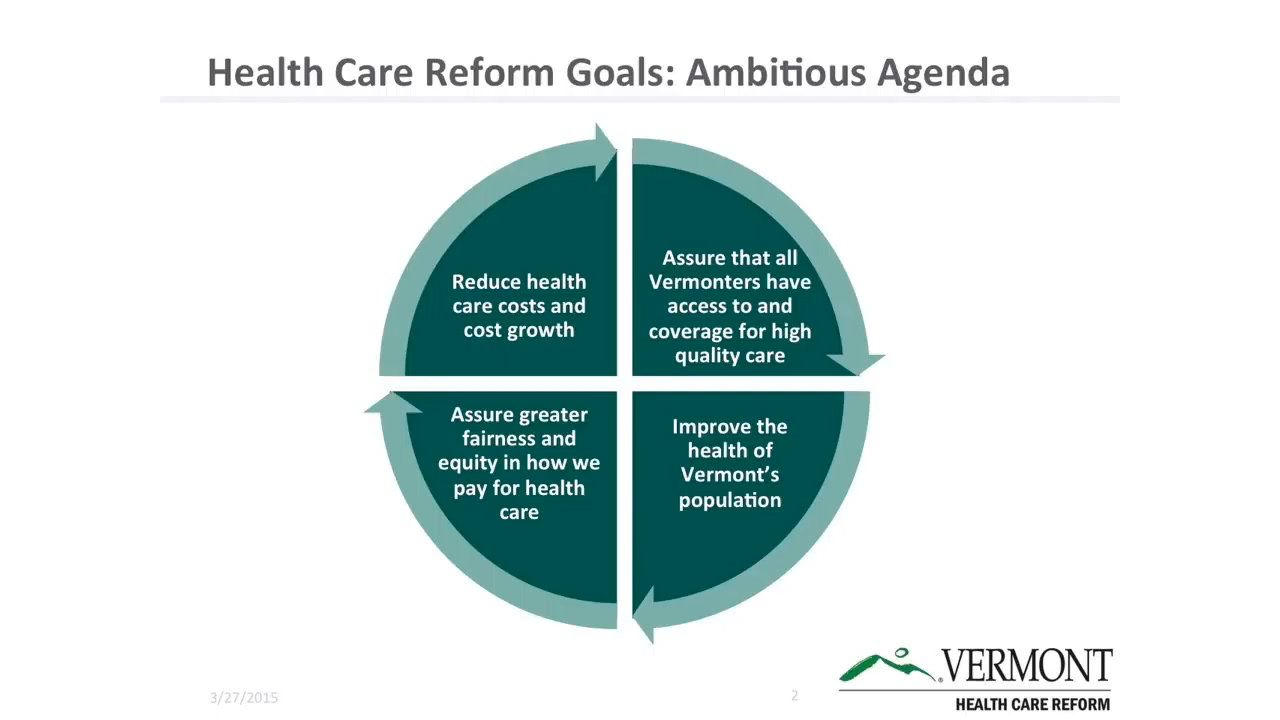 Health Care Reform Goals: Ambitious Agenda
Reduce health
care costs and
cost growth
Assure that all
Vermonters have
access to and
coverage for high
quality care
Assure greater
fairness and
equity in how we
pay for health
care
Improve the
health of
Vermont’s
population
3/27/2015
2
VERMONT
HEALTH CARE REFORM